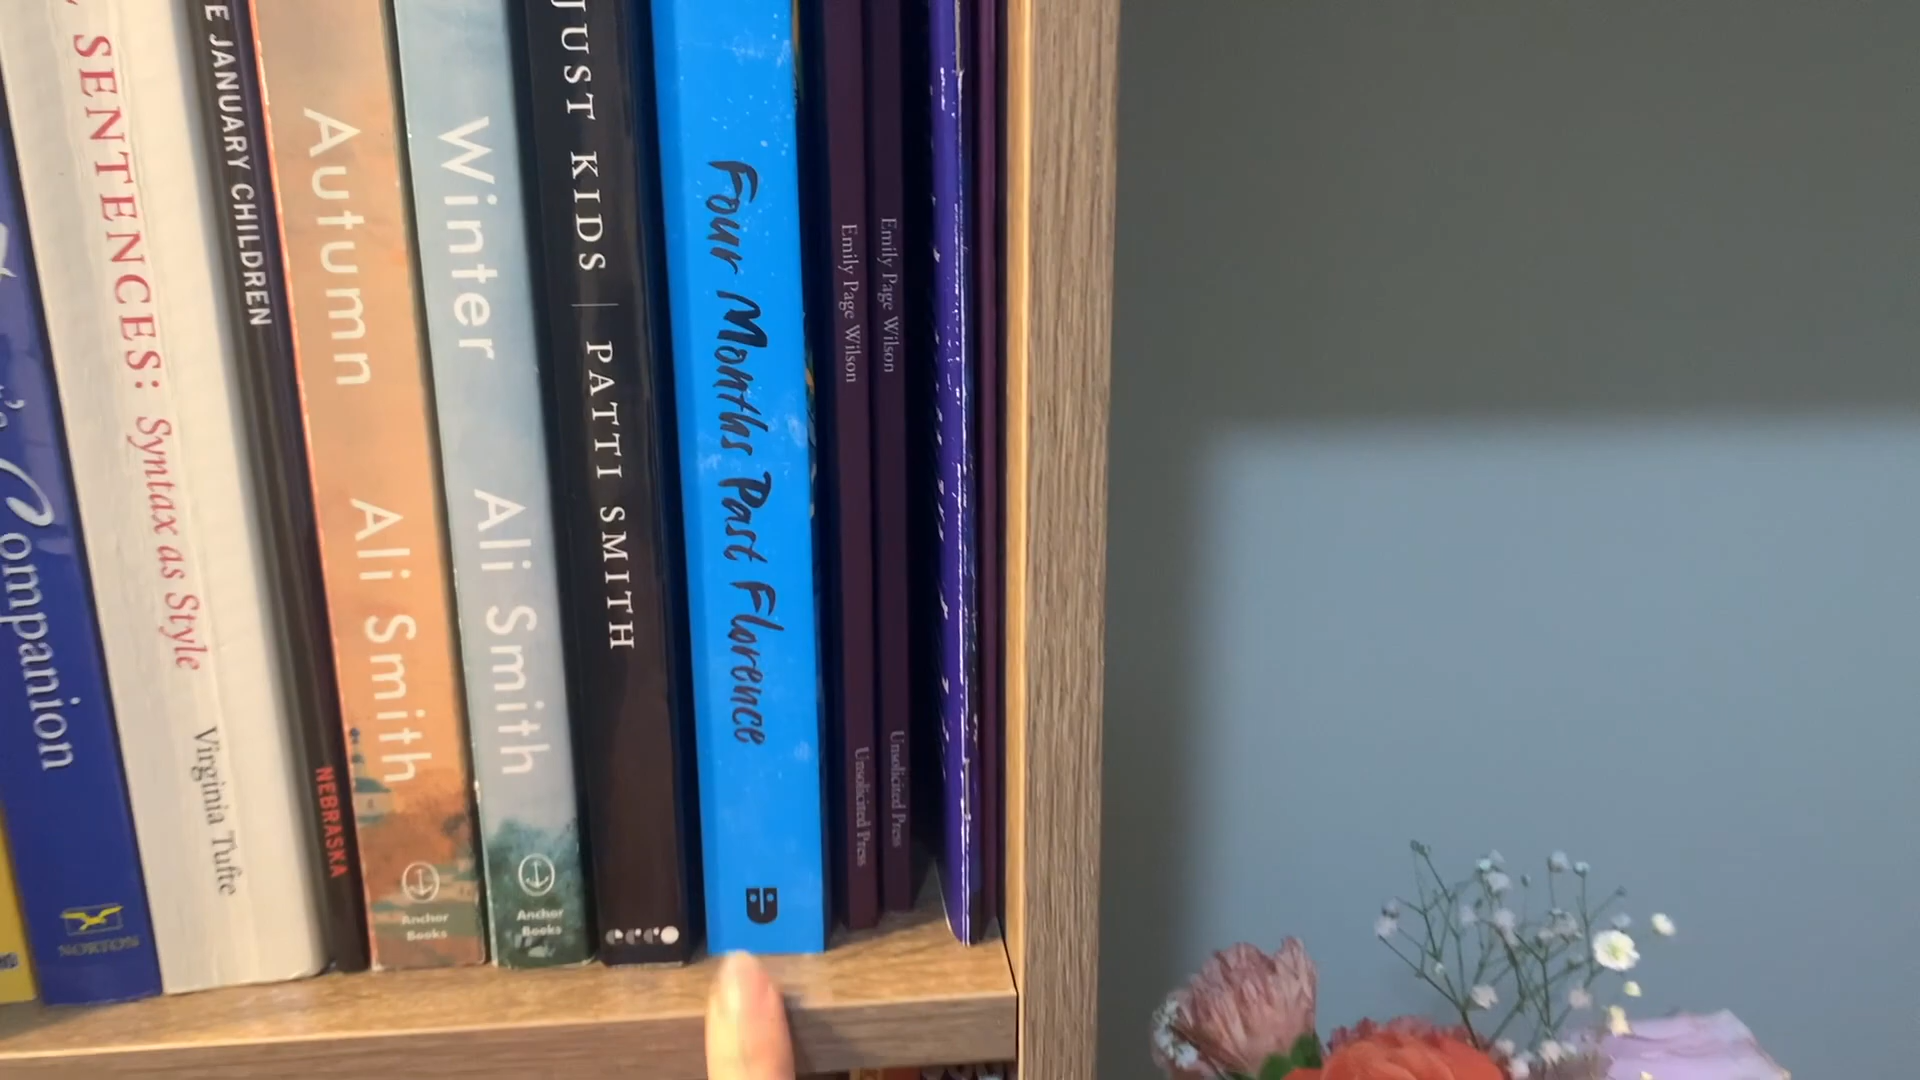 Companion
NORTON
SENTENCES: Syntax as Style
Virginia Tufte
E JANUARY CHILDREN
NEBRASKA
Autumn
Ali Smith
Anchor
Books
Winter
Ali Smith
Anchor
Books
JUST KIDS | PATTI SMITH
ecco
Four Months Past Florence
Emily Page Wilson
Unsolicited Press
Emily Page Wilson
Unsolicited Press